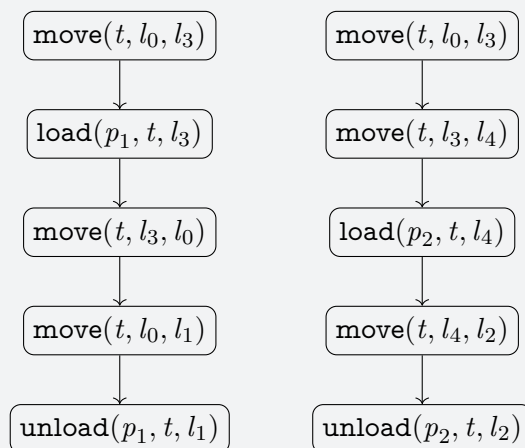 move(t, l₀, l₃)
load(p₁, t, l₃)
move(t, l₃, l₀)
move(t, l₀, l₁)
unload(p₁, t, l₁)
move(t, l₀, l₃)
move(t, l₃, l₄)
load(p₂, t, l₄)
move(t, l₄, l₂)
unload(p₂, t, l₂)